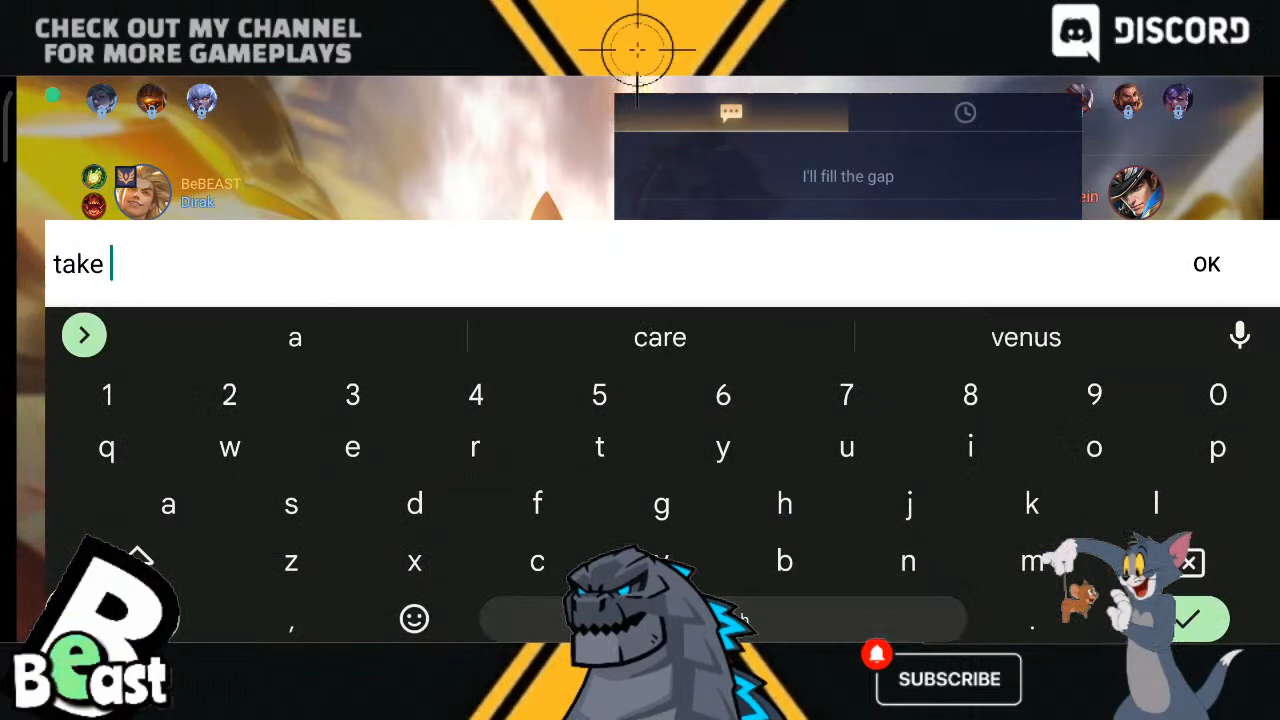 CHECK OUT MY CHANNEL
FOR MORE GAMEPLAYS
DISCORD
I'll fill the gap
BeBEAST
Dirak
take
OK
a care venus
1 2 3 4 5 6 7 8 9 0
q w e r t y u i o p
a s d f g h j k l
z x c v b n m
, .
B
Beast
SUBSCRIBE